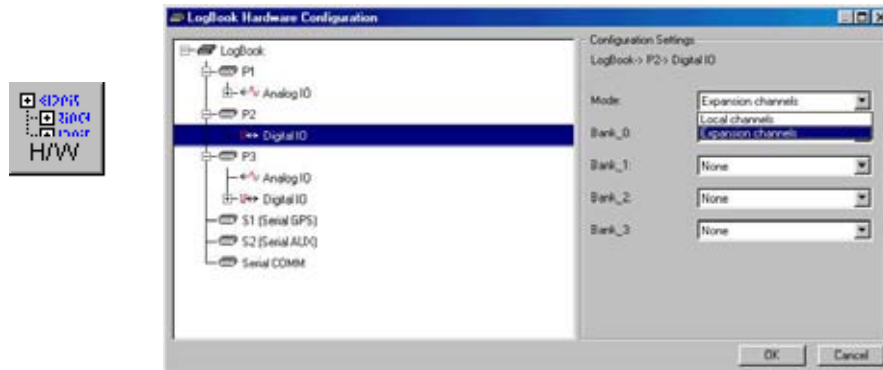 H/W
LogBook Hardware Configuration
LogBook
P1
Analog IO
P2
Digital IO
P3
Analog IO
Digital IO
S1 (Serial GPS)
S2 (Serial AUX)
Serial COMM
Configuration Settings
LogBook-> P2-> Digital IO
Mode: Expansion channels
Local channels
Expansion channels
Bank_0:
Bank_1: None
Bank_2: None
Bank_3: None
OK Cancel